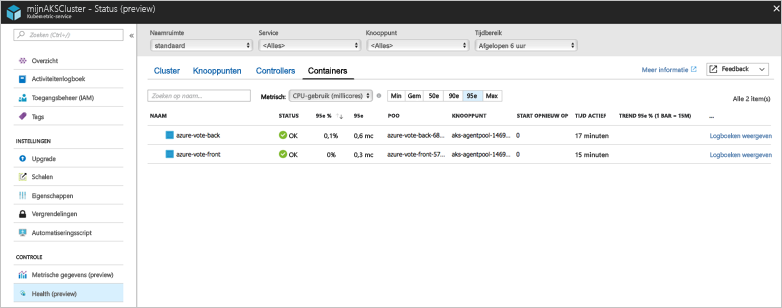 mijnAKSCluster - Status (preview)
Kubemetric-service
Zoeken (Ctrl+/)
Overzicht
Activiteitenlogboek
Toegangsbeheer (IAM)
Tags
INSTELLINGEN
Upgrade
Schalen
Eigenschappen
Vergrendelingen
Automatiseringsscript
CONTROLE
Metrische gegevens (preview)
Health (preview)
Naamruimte Service Knooppunt Tijdbereik
standaard <Alles> <Alles> Afgelopen 6 uur
Cluster Knooppunten Controllers Containers
Meer informatie Feedback
Zoeken op naam... Metrisch: CPU-gebruik (millicores) Min Gem 50e 90e 95e Max
Alle 2 item(s)
NAAM STATUS 95e % 95e POO KNOOPPUNT START OPNIEUW OP TIJD ACTIEF TREND 95e % (1 BAR = 15M) ...
azure-vote-back OK 0,1% 0,6 mc azure-vote-back-68... aks-agentpool-1469... 0 17 minuten Logboeken weergeven
azure-vote-front OK 0% 0,3 mc azure-vote-front-57... aks-agentpool-1469... 0 15 minuten Logboeken weergeven